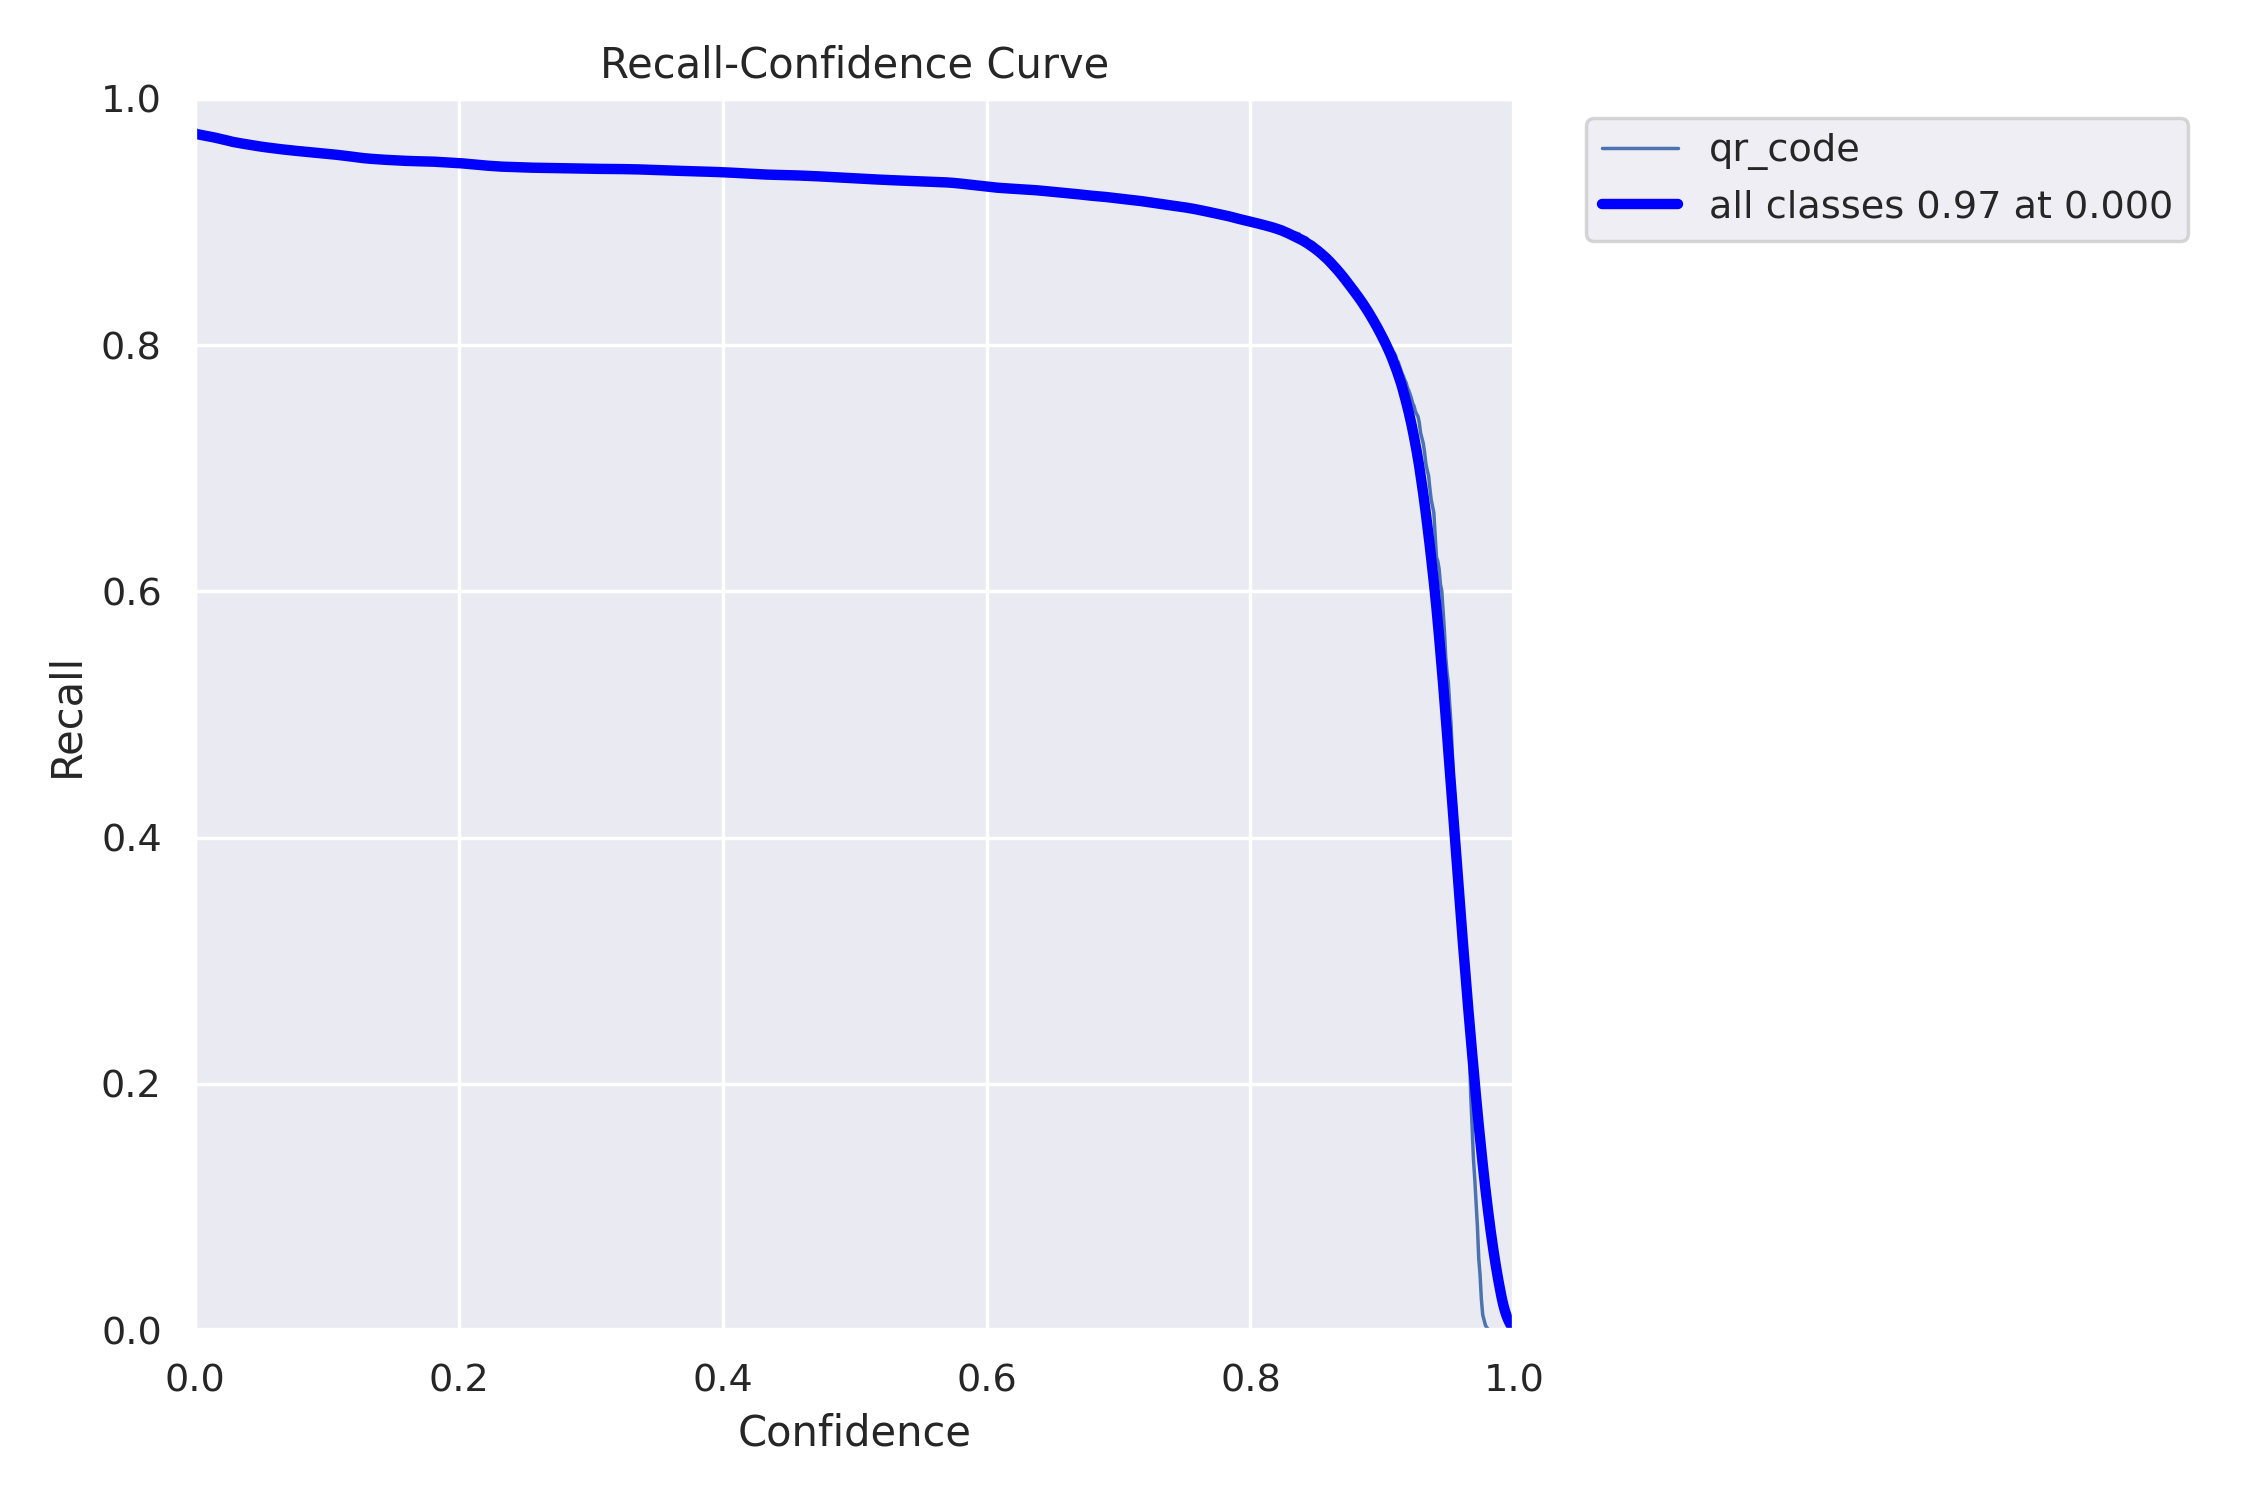 Recall-Confidence Curve
1.0
0.8
0.6
0.4
0.2
0.0
Recall
0.0 0.2 0.4 0.6 0.8 1.0
Confidence
qr_code
all classes 0.97 at 0.000